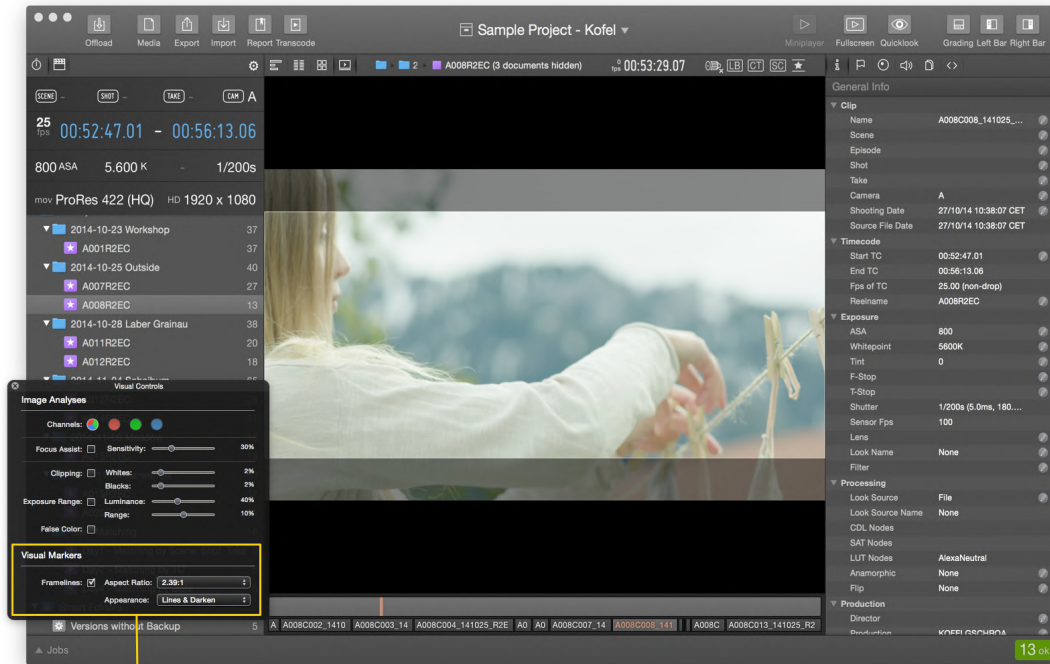 Sample Project - Kofel
Offload Media Export Import Report Transcode Miniplayer Fullscreen Quicklook Grading Left Bar Right Bar
2 A008R2EC (3 documents hidden) 0 fps 00:53:29.07 LB CT SC
General Info
SCENE - SHOT - TAKE - CAM A
25 fps 00:52:47.01 - 00:56:13.06
800 ASA 5.600 K - 1/200s
mov ProRes 422 (HQ) HD 1920 x 1080
2014-10-23 Workshop 37
A001R2EC 37
2014-10-25 Outside 40
A007R2EC 27
A008R2EC 13
2014-10-28 Laber Grainau 38
A011R2EC 20
A012R2EC 18
Visual Controls
Image Analyses
Channels:
Focus Assist: Sensitivity: 30%
Clipping: Whites: 2%
Blacks: 2%
Exposure Range: Luminance: 40%
Range: 10%
False Color:
Visual Markers
Framelines: Aspect Ratio: 2.39:1
Appearance: Lines & Darken
Versions without Backup 5
A A008C002_1410 A008C003_14 A008C004_141025_R2E A0 A0 A008C007_14 A008C008_141 A008C A008C013_141025_R2
Jobs
Clip
Name A008C008_141025_...
Scene
Episode
Shot
Take
Camera A
Shooting Date 27/10/14 10:38:07 CET
Source File Date 27/10/14 10:38:07 CET
Timecode
Start TC 00:52:47.01
End TC 00:56:13.06
Fps of TC 25.00 (non-drop)
Reelname A008R2EC
Exposure
ASA 800
Whitepoint 5600K
Tint 0
F-Stop
T-Stop
Shutter 1/200s (5.0ms, 180....
Sensor Fps 100
Lens
Look Name None
Filter
Processing
Look Source File
Look Source Name None
CDL Nodes
SAT Nodes
LUT Nodes AlexaNeutral
Anamorphic None
Flip None
Production
Director
Production KOFELGSCHROA
13 ok